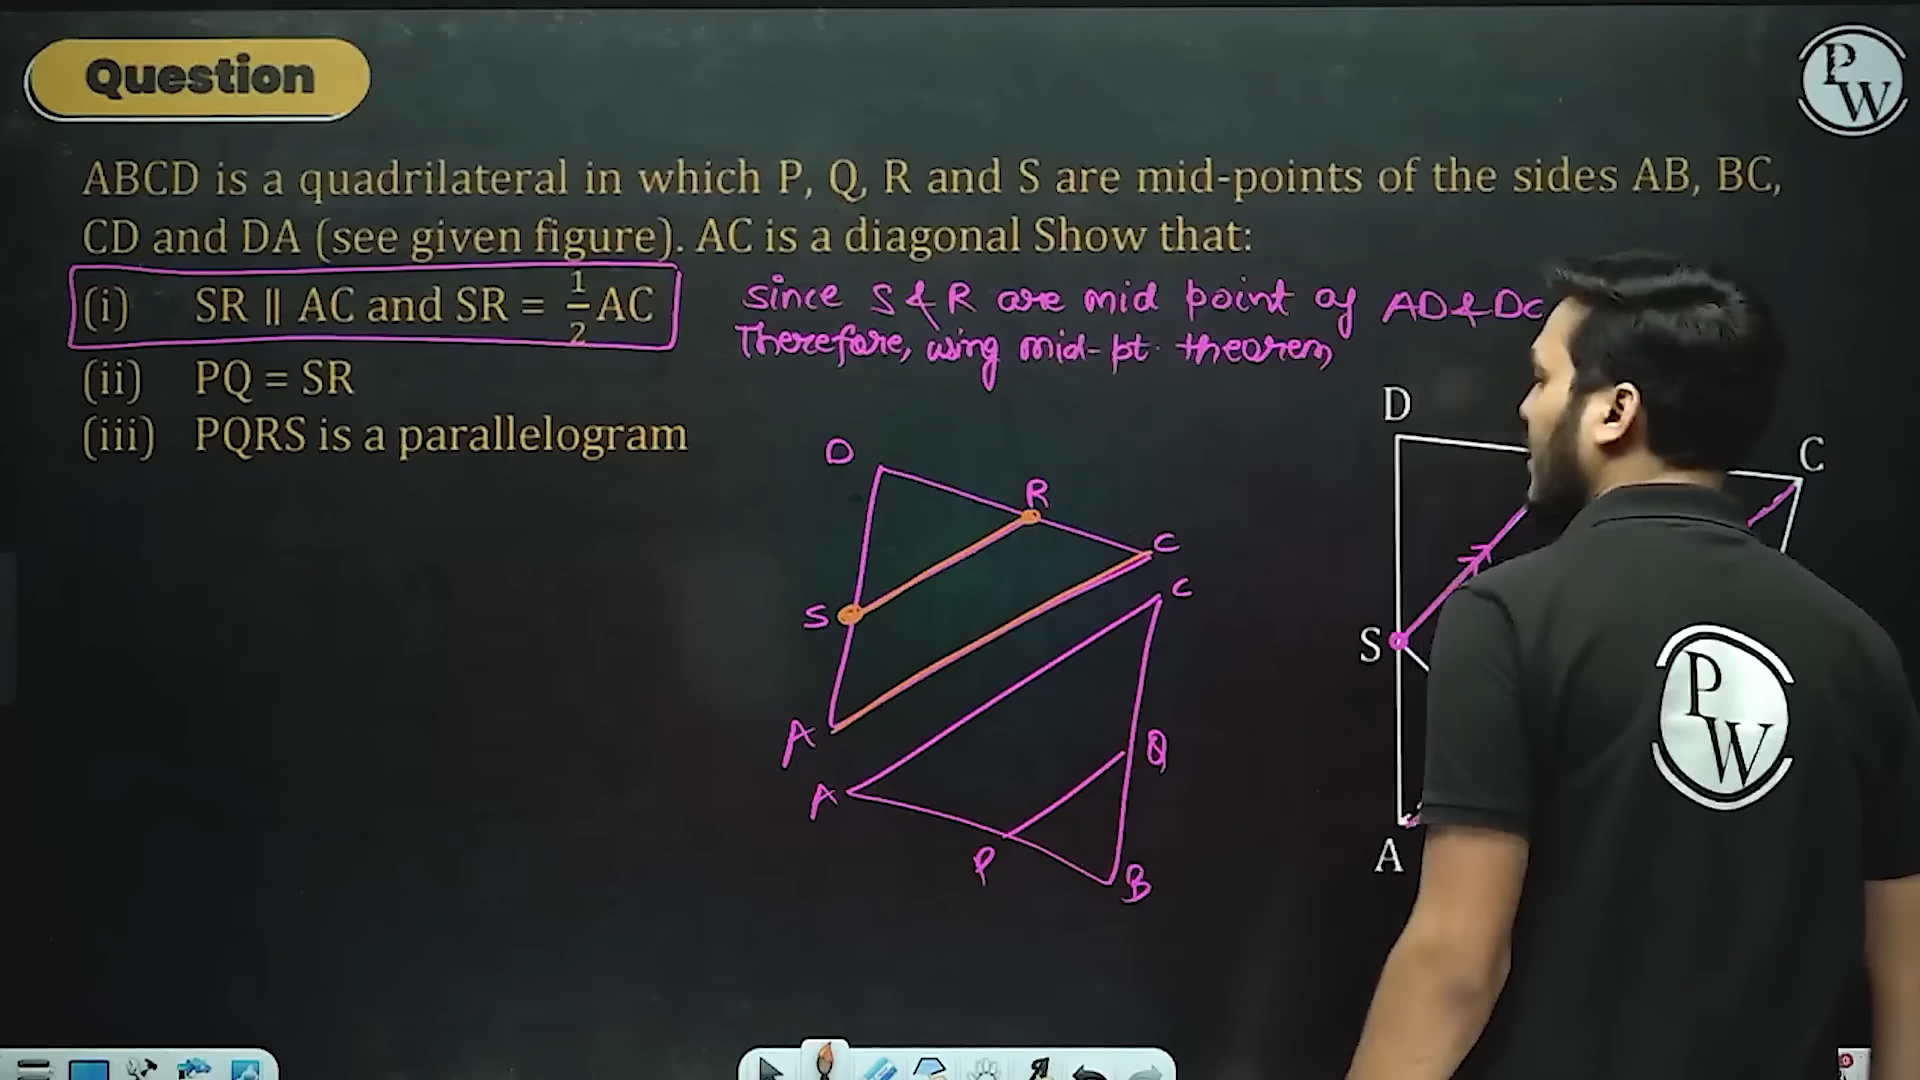 Question
PW
ABCD is a quadrilateral in which P, Q, R and S are mid-points of the sides AB, BC,
CD and DA (see given figure). AC is a diagonal Show that:
(i) SR || AC and SR = 1/2 AC
since S & R are mid point of AD & DC
Therefore, using mid-pt. theorem,
(ii) PQ = SR
(iii) PQRS is a parallelogram
D
C
D
R
C
C
S
S
A
Q
A
P
B
A
PW